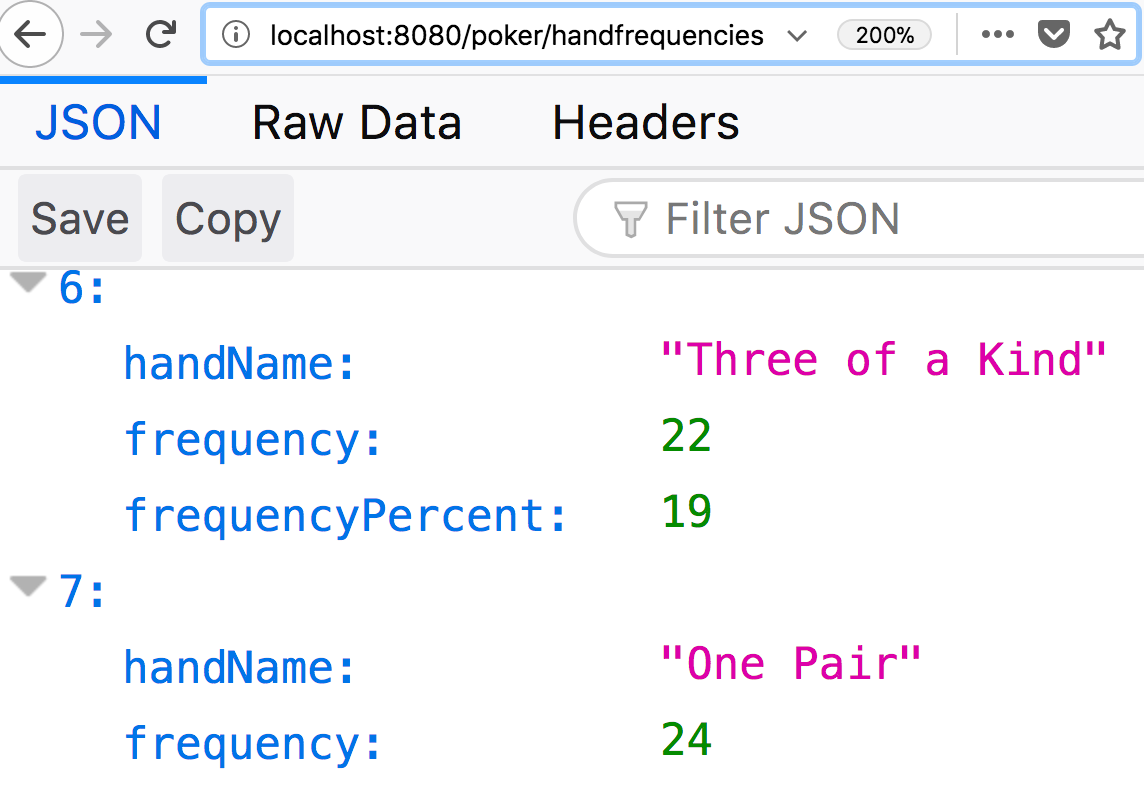 localhost:8080/poker/handfrequencies 200%
JSON Raw Data Headers
Save Copy Filter JSON
6:
handName: "Three of a Kind"
frequency: 22
frequencyPercent: 19
7:
handName: "One Pair"
frequency: 24